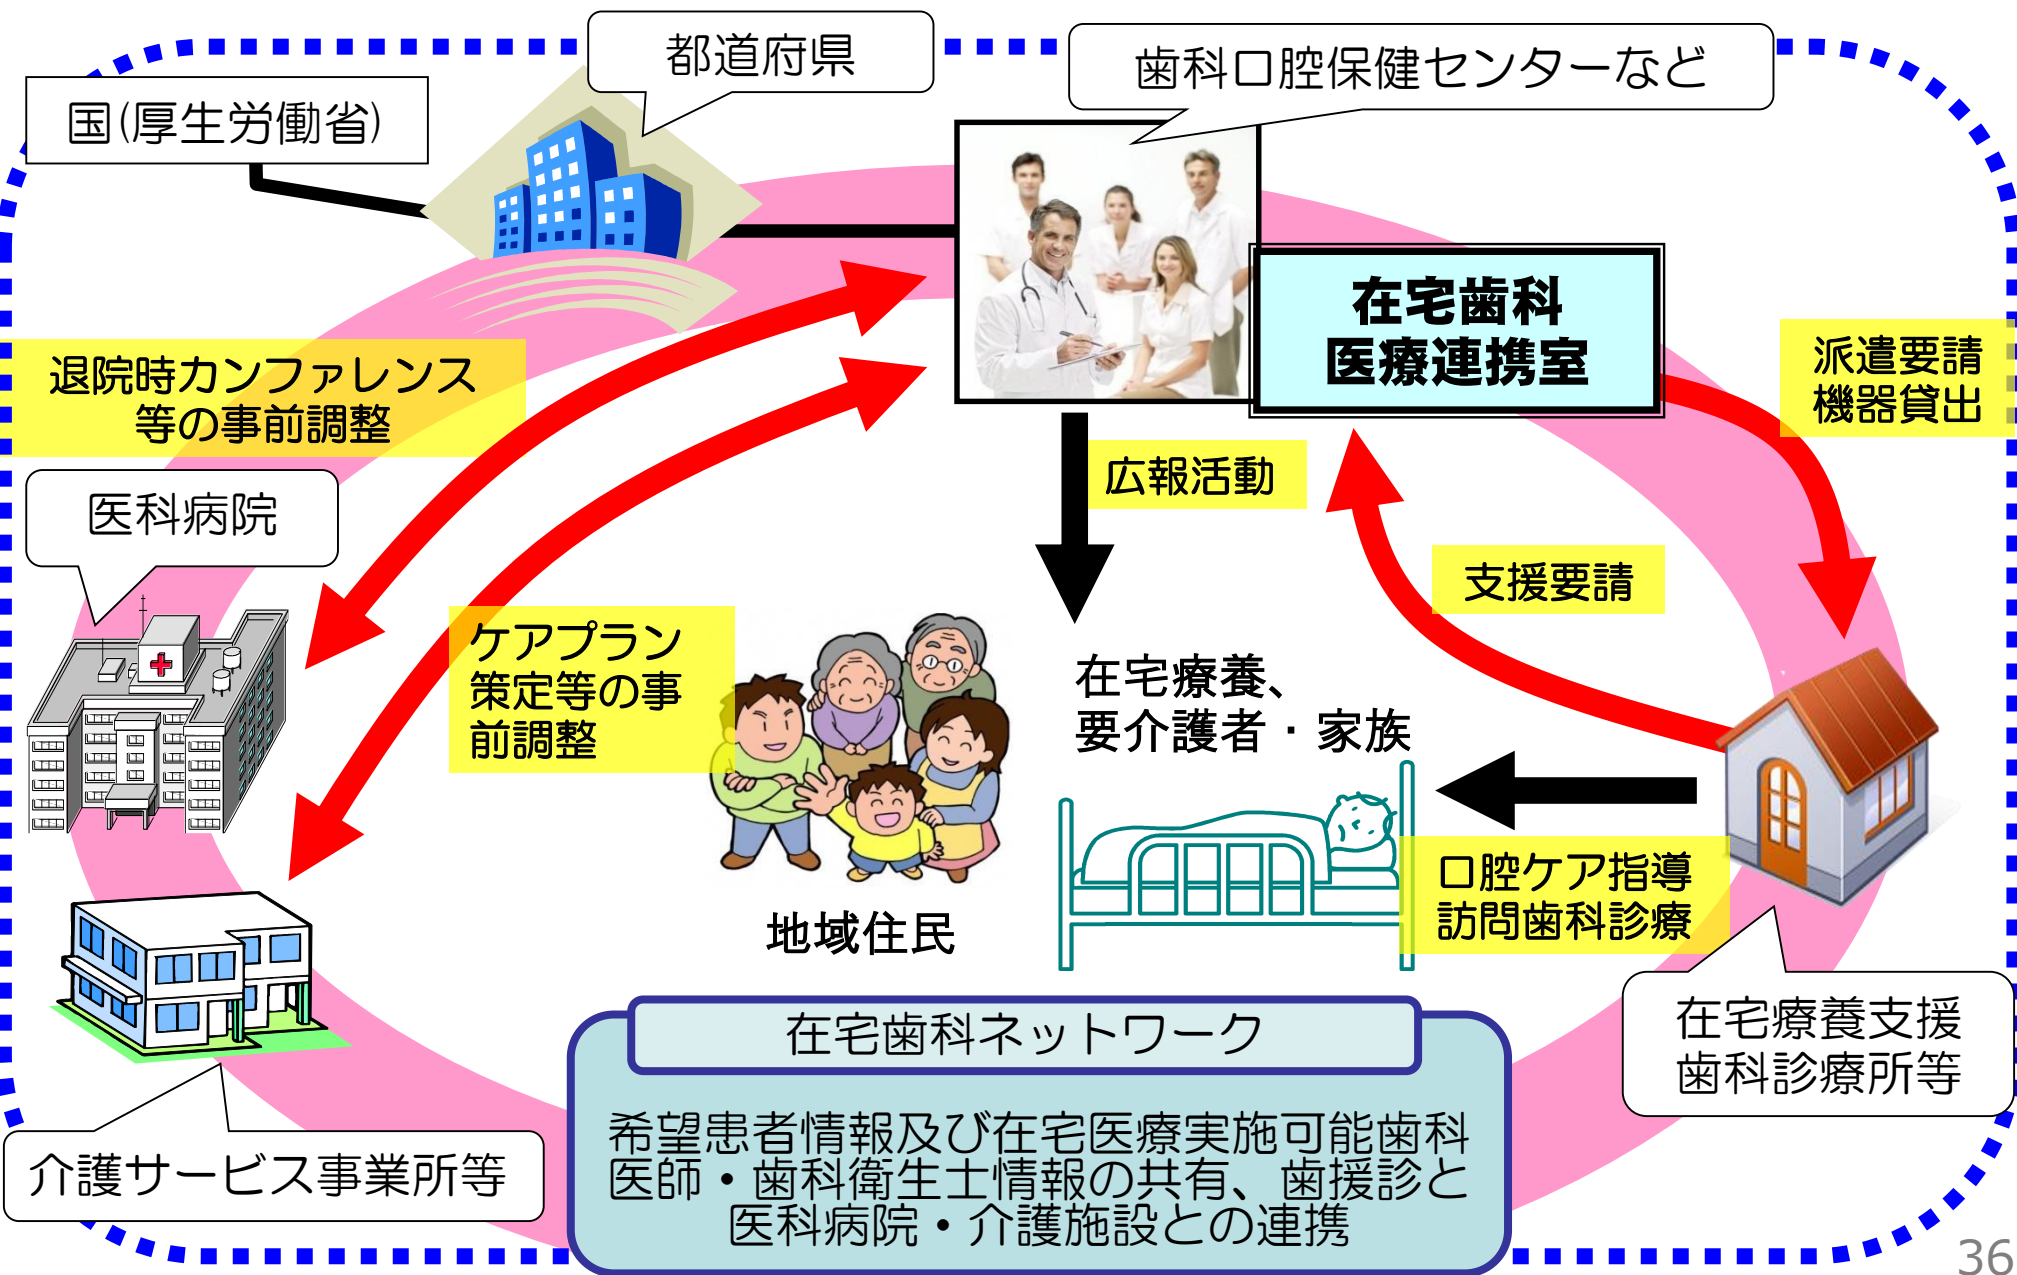 都道府県
歯科口腔保健センターなど
国(厚生労働省)
在宅歯科
医療連携室
派遣要請
機器貸出
退院時カンファレンス
等の事前調整
広報活動
医科病院
支援要請
ケアプラン
策定等の事
前調整
在宅療養、
要介護者・家族
口腔ケア指導
訪問歯科診療
地域住民
在宅療養支援
歯科診療所等
在宅歯科ネットワーク
希望患者情報及び在宅医療実施可能歯科
医師・歯科衛生士情報の共有、歯援診と
医科病院・介護施設との連携
介護サービス事業所等
36